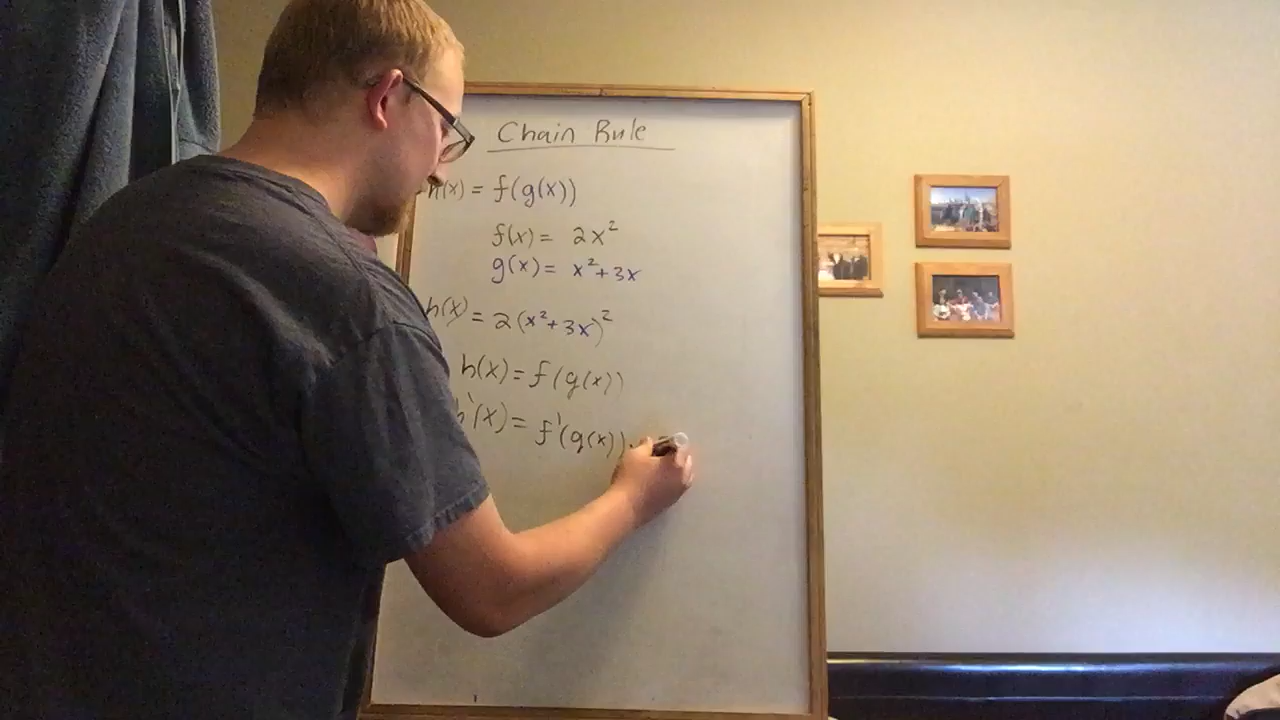 Chain Rule
h(x) = f(g(x))
f(x) = 2x²
g(x) = x²+3x
h(x) = 2(x²+3x)²
h(x) = f(g(x))
h'(x) = f'(g(x)) ·